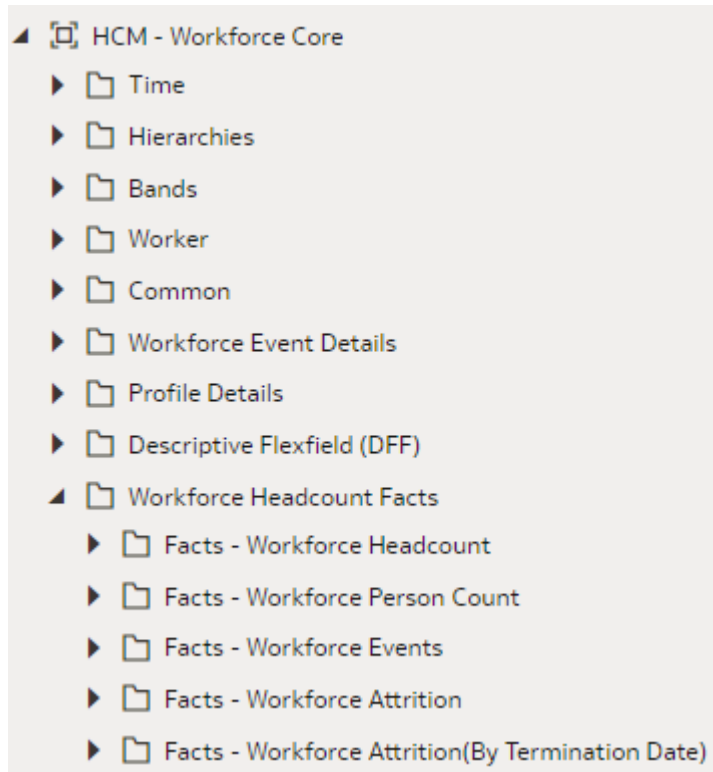 HCM - Workforce Core
Time
Hierarchies
Bands
Worker
Common
Workforce Event Details
Profile Details
Descriptive Flexfield (DFF)
Workforce Headcount Facts
Facts - Workforce Headcount
Facts - Workforce Person Count
Facts - Workforce Events
Facts - Workforce Attrition
Facts - Workforce Attrition(By Termination Date)